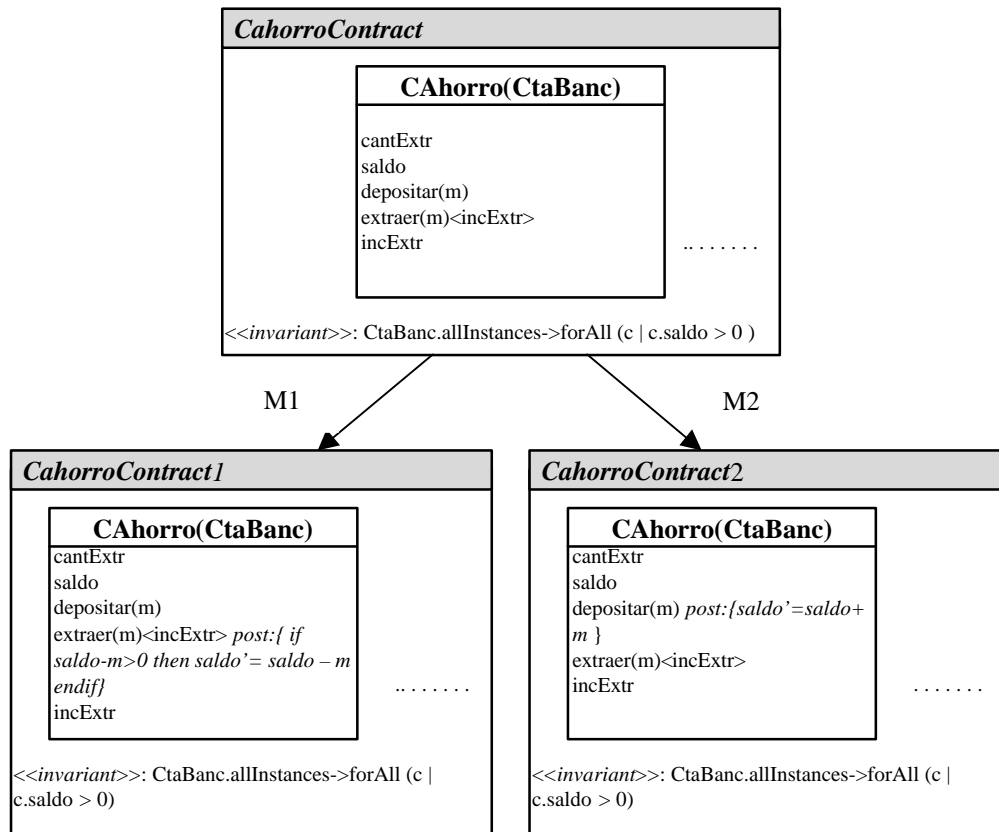 CahorroContract
CAhorro(CtaBanc)
cantExtr
saldo
depositar(m)
extraer(m)<incExtr>
incExtr
.. . . . . . .
<<invariant>>: CtaBanc.allInstances->forAll (c | c.saldo > 0 )
M1
M2
CahorroContract1
CAhorro(CtaBanc)
cantExtr
saldo
depositar(m)
extraer(m)<incExtr> post:{ if
saldo-m>0 then saldo’= saldo – m
endif}
incExtr
.. . . . . . .
<<invariant>>: CtaBanc.allInstances->forAll (c |
c.saldo > 0)
CahorroContract2
CAhorro(CtaBanc)
cantExtr
saldo
depositar(m) post:{saldo’=saldo+
m }
extraer(m)<incExtr>
incExtr
. . . . . . .
<<invariant>>: CtaBanc.allInstances->forAll (c |
c.saldo > 0)